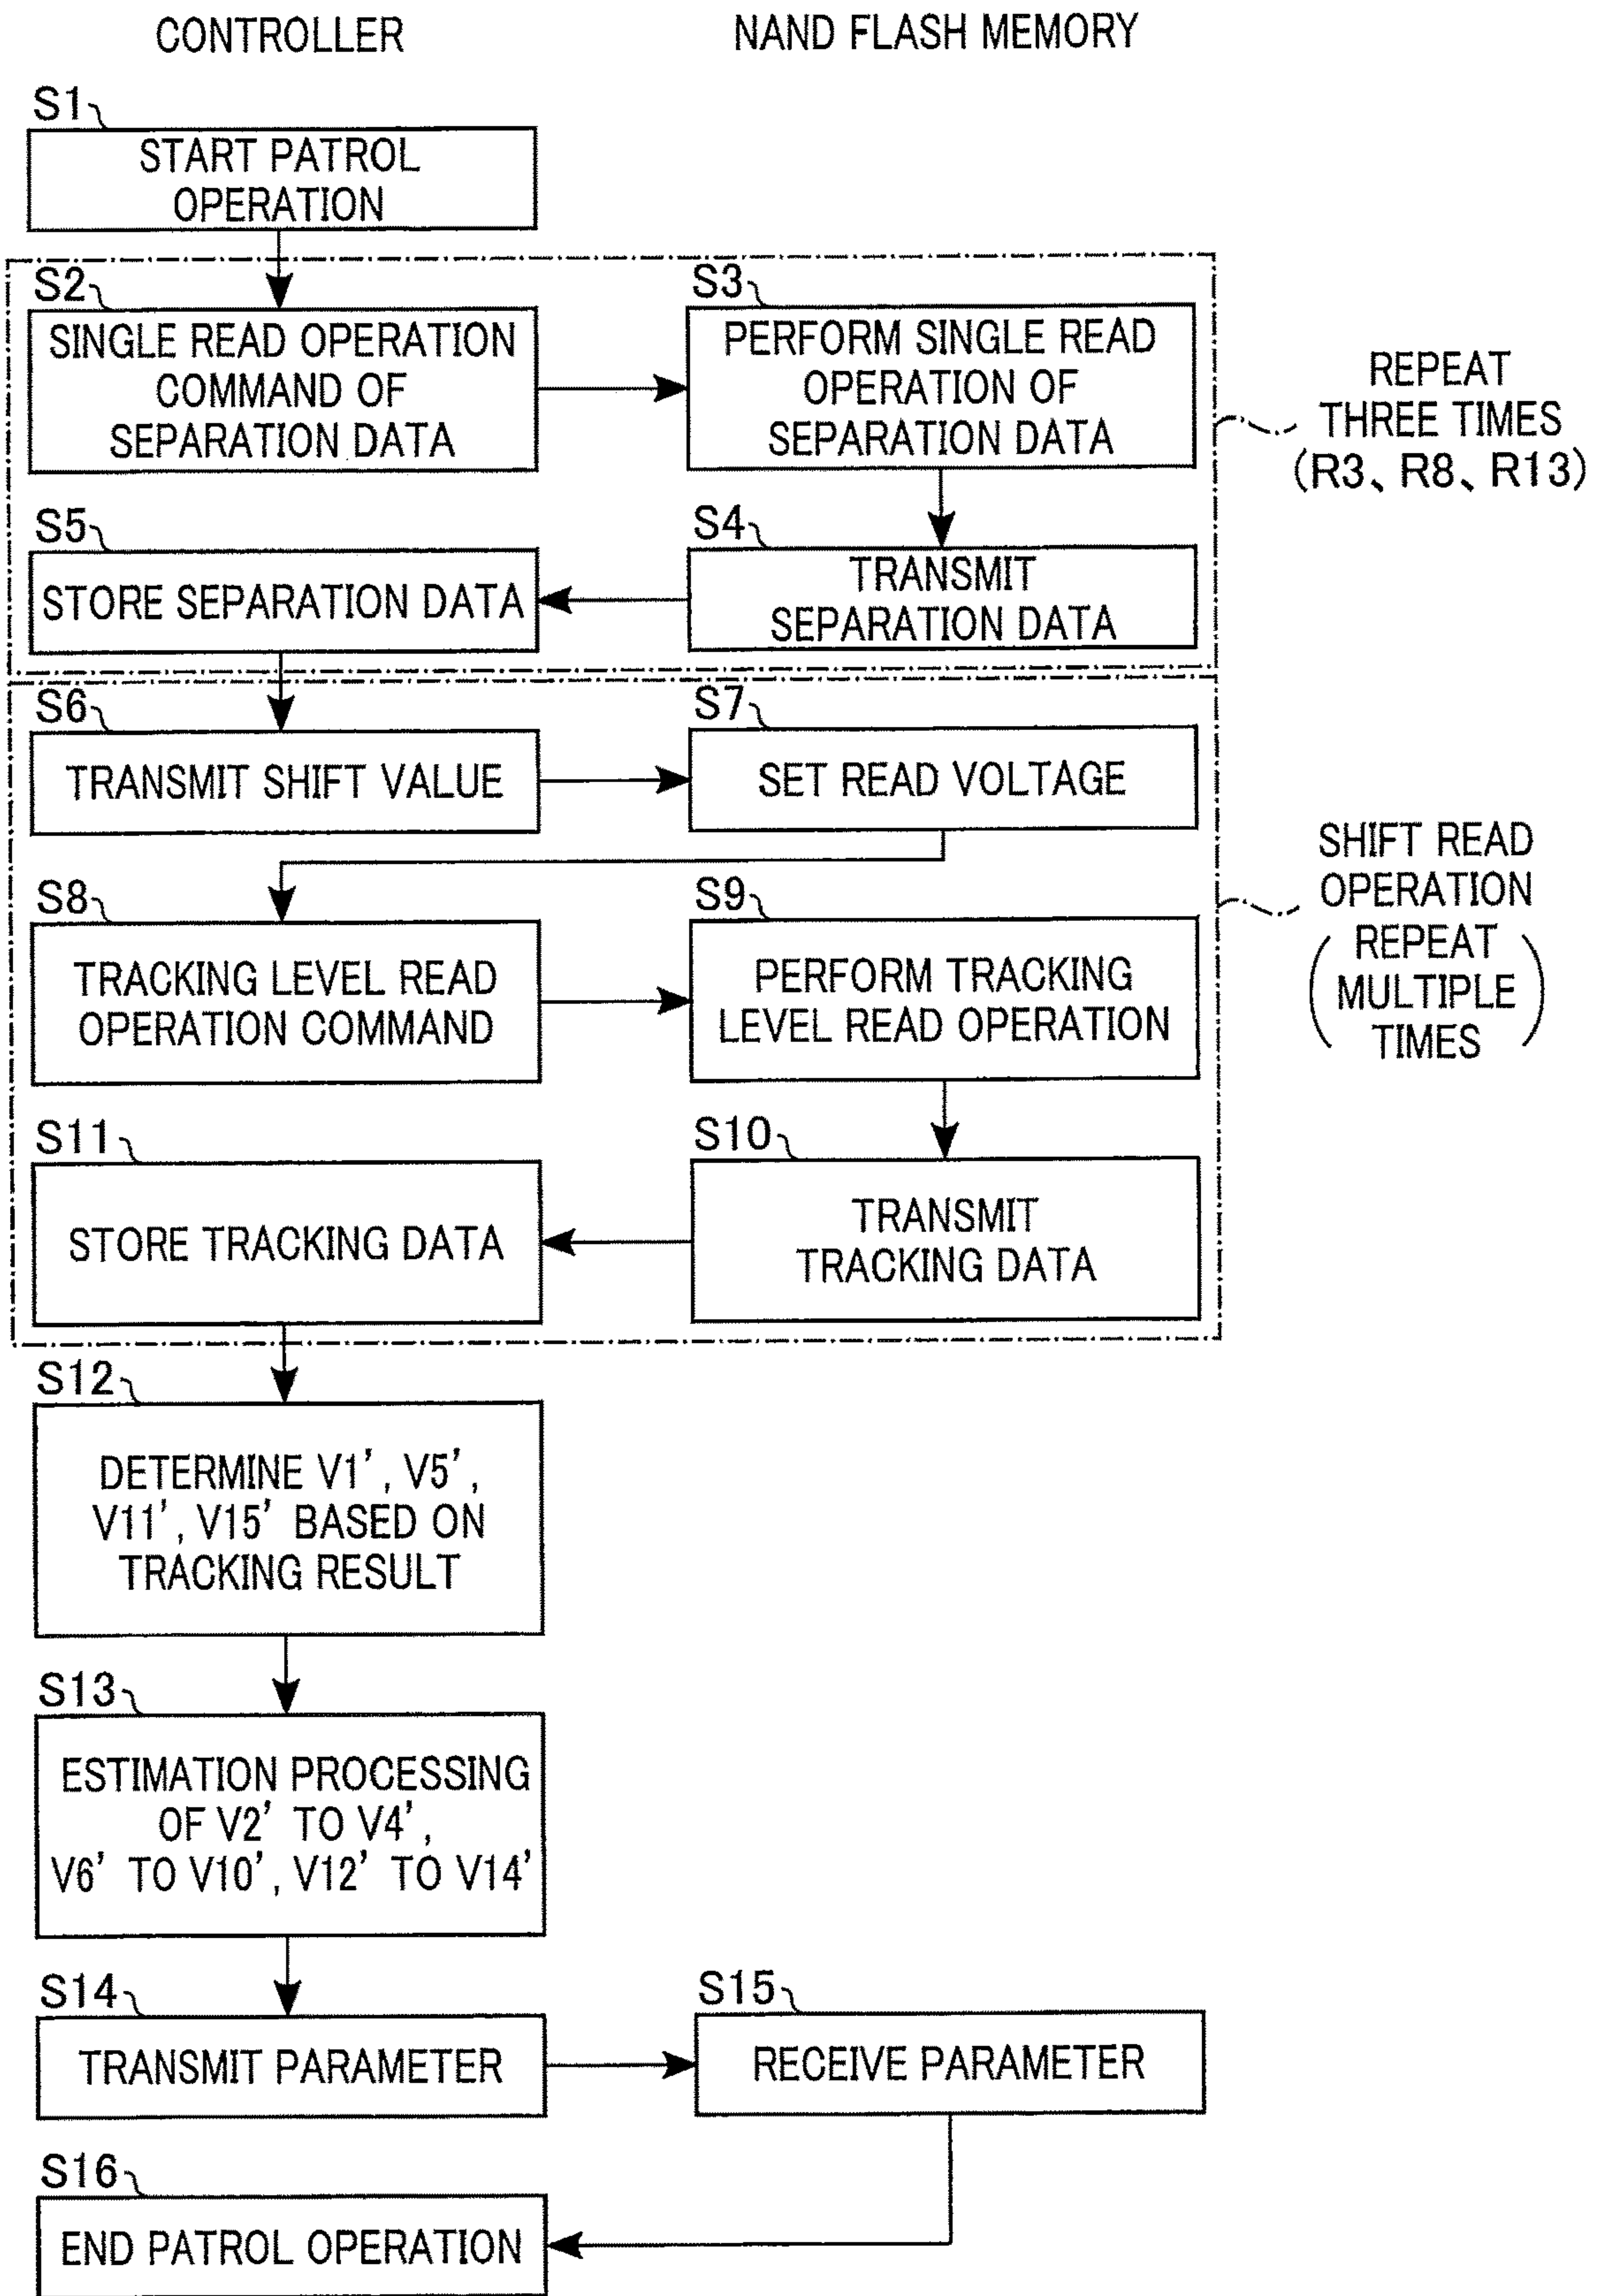 CONTROLLER
NAND FLASH MEMORY
S1
START PATROL
OPERATION
S2
SINGLE READ OPERATION
COMMAND OF
SEPARATION DATA
S3
PERFORM SINGLE READ
OPERATION OF
SEPARATION DATA
REPEAT
THREE TIMES
(R3、R8、R13)
S5
STORE SEPARATION DATA
S4
TRANSMIT
SEPARATION DATA
S6
TRANSMIT SHIFT VALUE
S7
SET READ VOLTAGE
SHIFT READ
OPERATION
(REPEAT
MULTIPLE
TIMES)
S8
TRACKING LEVEL READ
OPERATION COMMAND
S9
PERFORM TRACKING
LEVEL READ OPERATION
S11
STORE TRACKING DATA
S10
TRANSMIT
TRACKING DATA
S12
DETERMINE V1', V5',
V11', V15' BASED ON
TRACKING RESULT
S13
ESTIMATION PROCESSING
OF V2' TO V4',
V6' TO V10', V12' TO V14'
S14
TRANSMIT PARAMETER
S15
RECEIVE PARAMETER
S16
END PATROL OPERATION